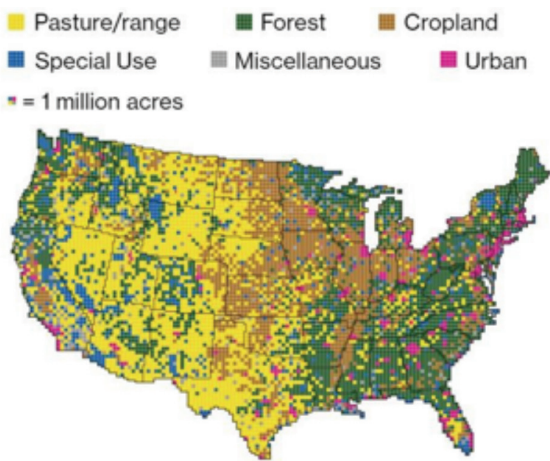 Pasture/range Forest Cropland
Special Use Miscellaneous Urban
= 1 million acres